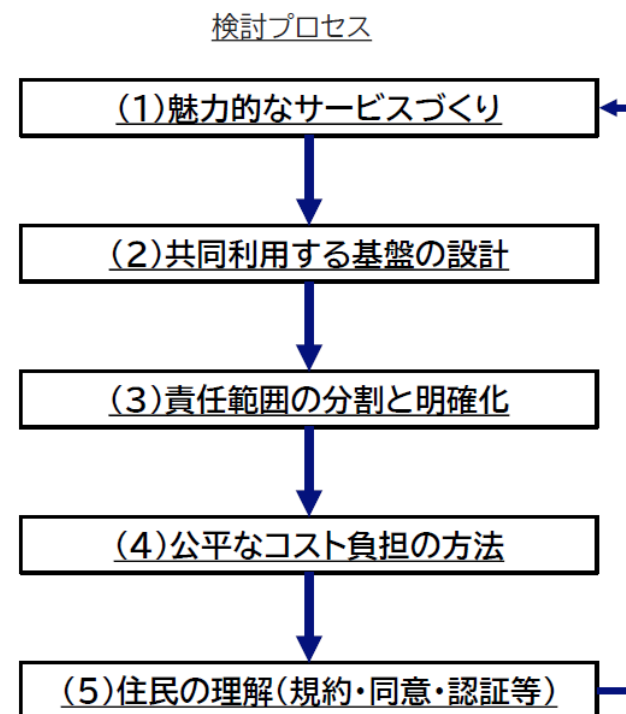 検討プロセス
(1)魅力的なサービスづくり
(2)共同利用する基盤の設計
(3)責任範囲の分割と明確化
(4)公平なコスト負担の方法
(5)住民の理解(規約・同意・認証等)